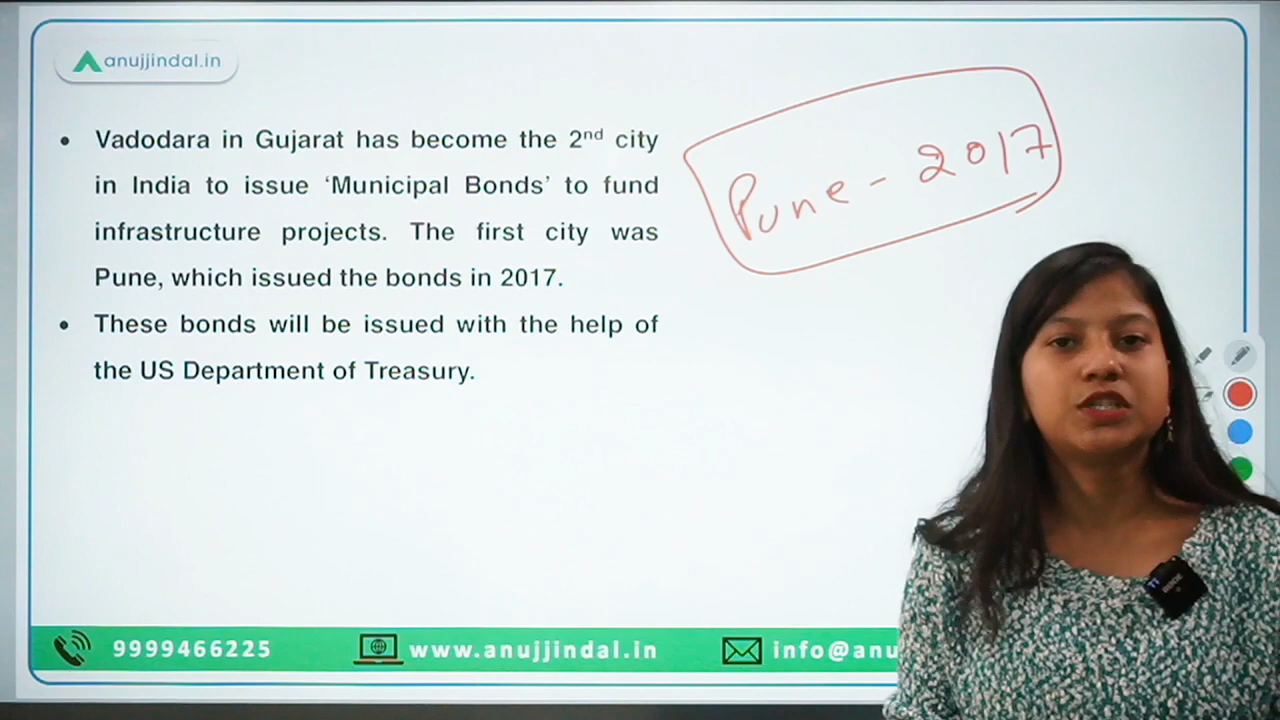 anujjindal.in
• Vadodara in Gujarat has become the 2nd city
in India to issue ‘Municipal Bonds’ to fund
infrastructure projects. The first city was
Pune, which issued the bonds in 2017.
• These bonds will be issued with the help of
the US Department of Treasury.
Pune - 2017
9999466225 www.anujjindal.in info@anu